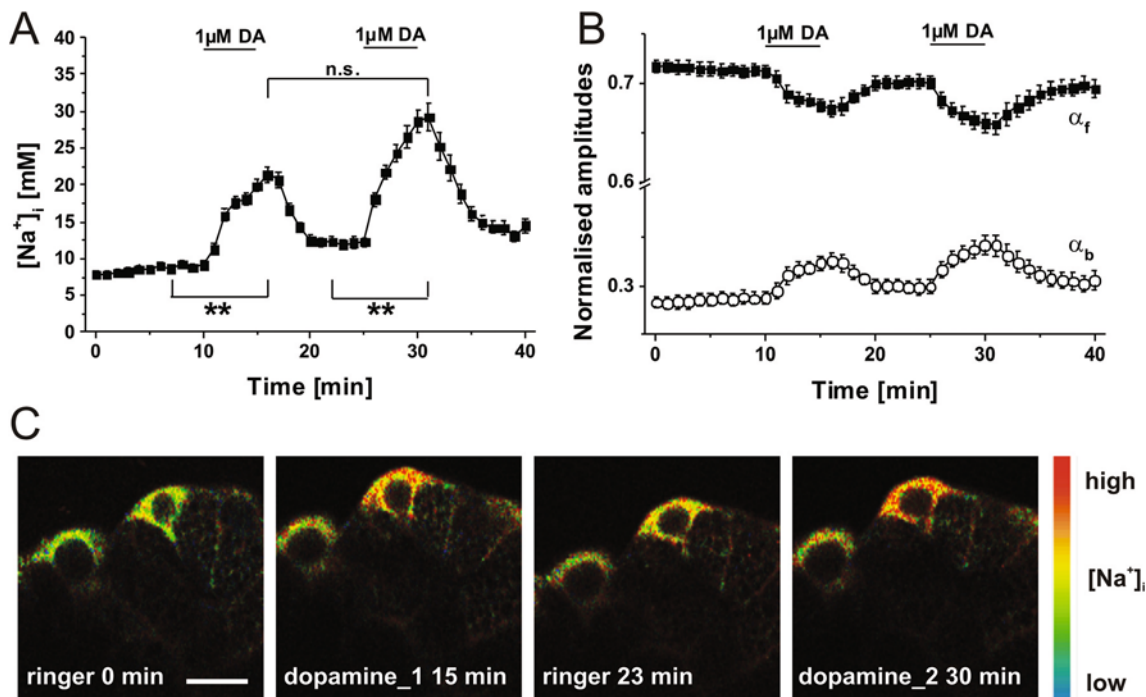 A
1µM DA
1µM DA
n.s.
40
35
30
25
20
15
10
5
0
[Na⁺]ᵢ [mM]
**
**
0 10 20 30 40
Time [min]
B
1µM DA
1µM DA
Normalised amplitudes
0.7
0.6
0.3
αf
αb
0 10 20 30 40
Time [min]
C
ringer 0 min
dopamine_1 15 min
ringer 23 min
dopamine_2 30 min
high
[Na⁺]ᵢ
low